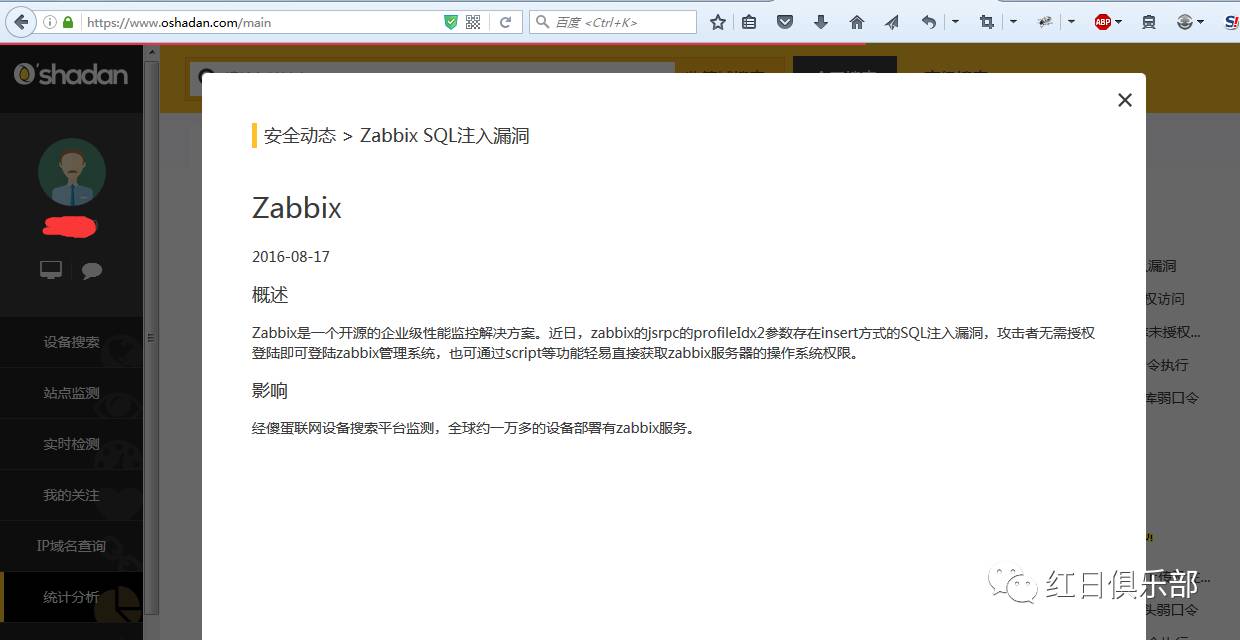 https://www.oshadan.com/main
百度 <Ctrl+K>
ABP
O'shadan
安全动态 > Zabbix SQL注入漏洞
Zabbix
2016-08-17
概述
Zabbix是一个开源的企业级性能监控解决方案。近日，zabbix的jsrpc的profileIdx2参数存在insert方式的SQL注入漏洞，攻击者无需授权
登陆即可登陆zabbix管理系统，也可通过script等功能轻易直接获取zabbix服务器的操作系统权限。
影响
经傻蛋联网设备搜索平台监测，全球约一万多的设备部署有zabbix服务。
设备搜索
站点监测
实时检测
我的关注
IP域名查询
统计分析
漏洞
权访问
未授权...
令执行
库弱口令
头弱口令
红日俱乐部